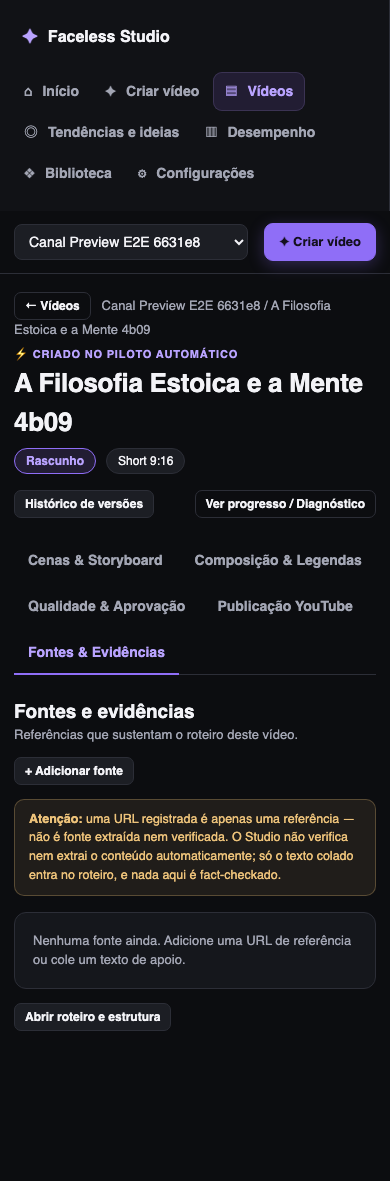 ✦ Faceless Studio
⌂ Início ✦ Criar vídeo ▤ Vídeos
◎ Tendências e ideias ▥ Desempenho
❖ Biblioteca ⚙ Configurações
Canal Preview E2E 6631e8
✦ Criar vídeo
← Vídeos Canal Preview E2E 6631e8 / A Filosofia
Estoica e a Mente 4b09
⚡ CRIADO NO PILOTO AUTOMÁTICO
A Filosofia Estoica e a Mente
4b09
Rascunho Short 9:16
Histórico de versões Ver progresso / Diagnóstico
Cenas & Storyboard Composição & Legendas
Qualidade & Aprovação Publicação YouTube
Fontes & Evidências
Fontes e evidências
Referências que sustentam o roteiro deste vídeo.
+ Adicionar fonte
Atenção: uma URL registrada é apenas uma referência —
não é fonte extraída nem verificada. O Studio não verifica
nem extrai o conteúdo automaticamente; só o texto colado
entra no roteiro, e nada aqui é fact-checado.
Nenhuma fonte ainda. Adicione uma URL de referência
ou cole um texto de apoio.
Abrir roteiro e estrutura